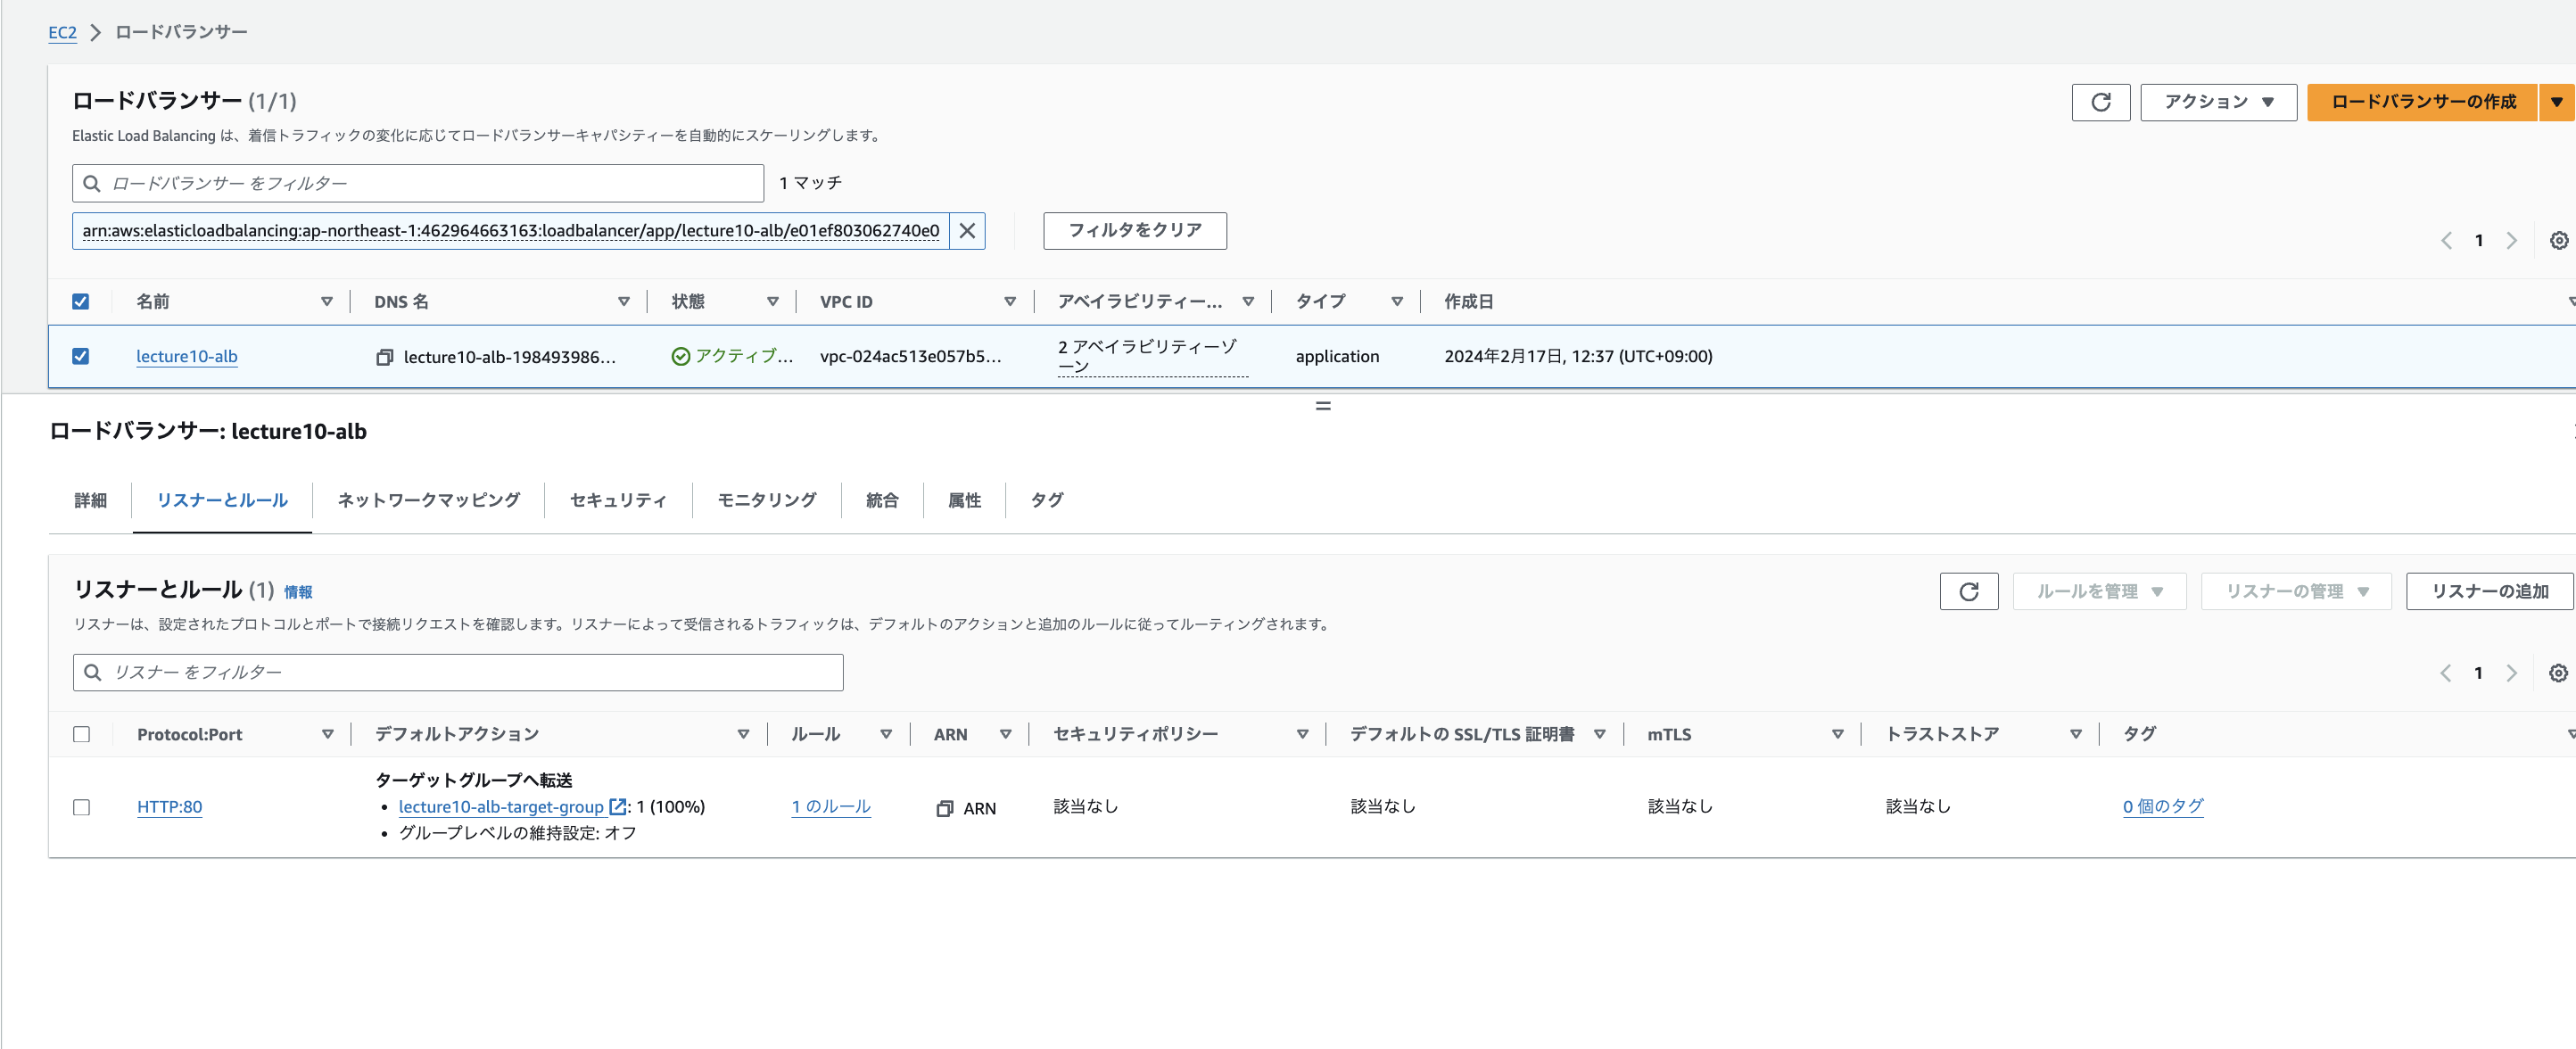 EC2 > ロードバランサー
ロードバランサー (1/1)
アクション
ロードバランサーの作成
Elastic Load Balancing は、着信トラフィックの変化に応じてロードバランサーキャパシティーを自動的にスケーリングします。
ロードバランサー をフィルター
1 マッチ
arn:aws:elasticloadbalancing:ap-northeast-1:462964663163:loadbalancer/app/lecture10-alb/e01ef803062740e0
フィルタをクリア
1
名前 DNS 名 状態 VPC ID アベイラビリティー... タイプ 作成日
lecture10-alb lecture10-alb-198493986... アクティブ... vpc-024ac513e057b5... 2 アベイラビリティーゾ application 2024年2月17日, 12:37 (UTC+09:00)
ーン
ロードバランサー: lecture10-alb
詳細 リスナーとルール ネットワークマッピング セキュリティ モニタリング 統合 属性 タグ
リスナーとルール (1) 情報
ルールを管理
リスナーの管理
リスナーの追加
リスナーは、設定されたプロトコルとポートで接続リクエストを確認します。リスナーによって受信されるトラフィックは、デフォルトのアクションと追加のルールに従ってルーティングされます。
リスナー をフィルター
1
Protocol:Port デフォルトアクション ルール ARN セキュリティポリシー デフォルトの SSL/TLS 証明書 mTLS トラストストア タグ
ターゲットグループへ転送
HTTP:80 • lecture10-alb-target-group : 1 (100%) 1 のルール ARN 該当なし 該当なし 該当なし 該当なし 0 個のタグ
• グループレベルの維持設定: オフ